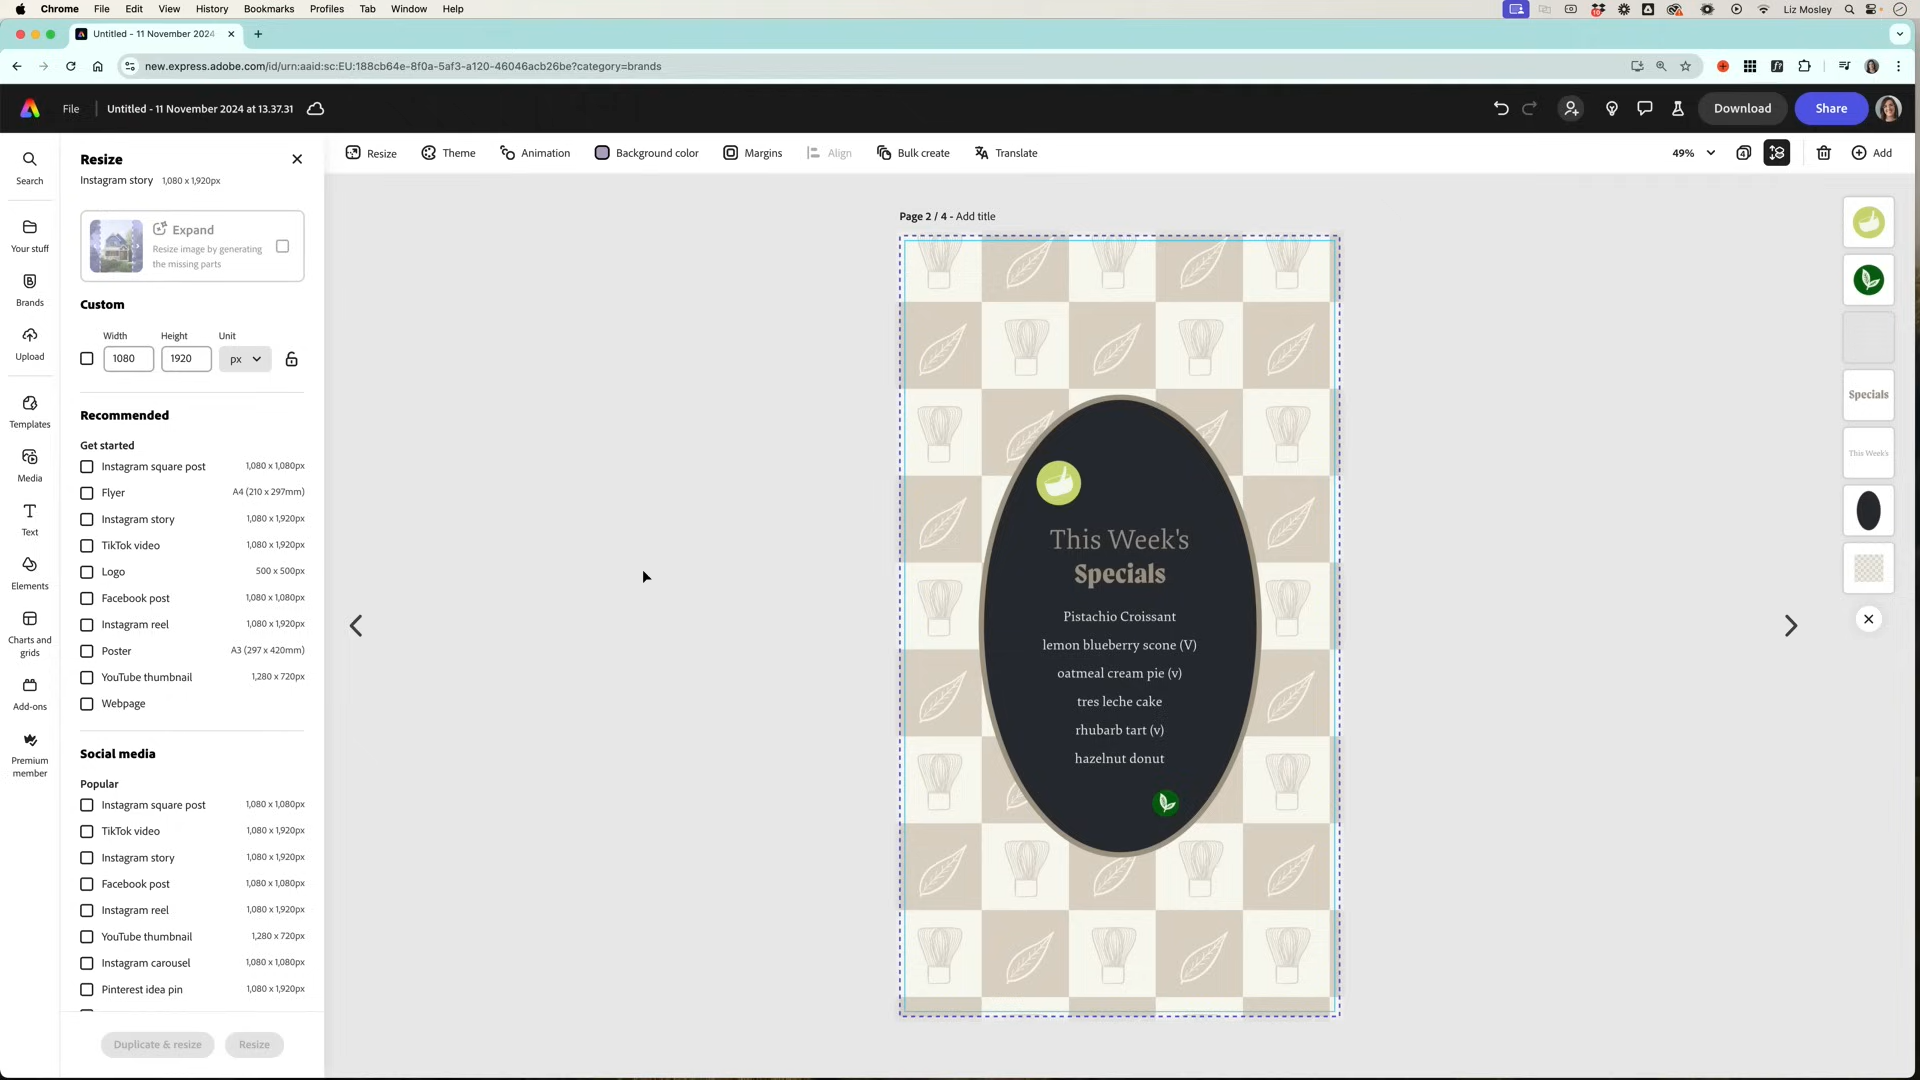 Chrome File Edit View History Bookmarks Profiles Tab Window Help Liz Mosley
Untitled - 11 November 2024
new.express.adobe.com/id/urn:aaid:sc:EU:188cb64e-8f0a-5af3-a120-46046acb26be?category=brands
File Untitled - 11 November 2024 at 13.37.31 Download Share
Resize Theme Animation Background color Margins Align Bulk create Translate 49% Add
Search
Your stuff
Brands
Upload
Templates
Media
Text
Elements
Charts and
grids
Add-ons
Premium
member
Resize
Instagram story 1,080 x 1,920px
Expand
Resize image by generating
the missing parts
Custom
Width Height Unit
1080 1920 px
Recommended
Get started
Instagram square post 1,080 x 1,080px
Flyer A4 (210 x 297mm)
Instagram story 1,080 x 1,920px
TikTok video 1,080 x 1,920px
Logo 500 x 500px
Facebook post 1,080 x 1,080px
Instagram reel 1,080 x 1,920px
Poster A3 (297 x 420mm)
YouTube thumbnail 1,280 x 720px
Webpage
Social media
Popular
Instagram square post 1,080 x 1,080px
TikTok video 1,080 x 1,920px
Instagram story 1,080 x 1,920px
Facebook post 1,080 x 1,080px
Instagram reel 1,080 x 1,920px
YouTube thumbnail 1,280 x 720px
Instagram carousel 1,080 x 1,080px
Pinterest idea pin 1,080 x 1,920px
Duplicate & resize Resize
Page 2 / 4 - Add title
This Week's
Specials
Pistachio Croissant
lemon blueberry scone (V)
oatmeal cream pie (v)
tres leche cake
rhubarb tart (v)
hazelnut donut
Specials
This Week's